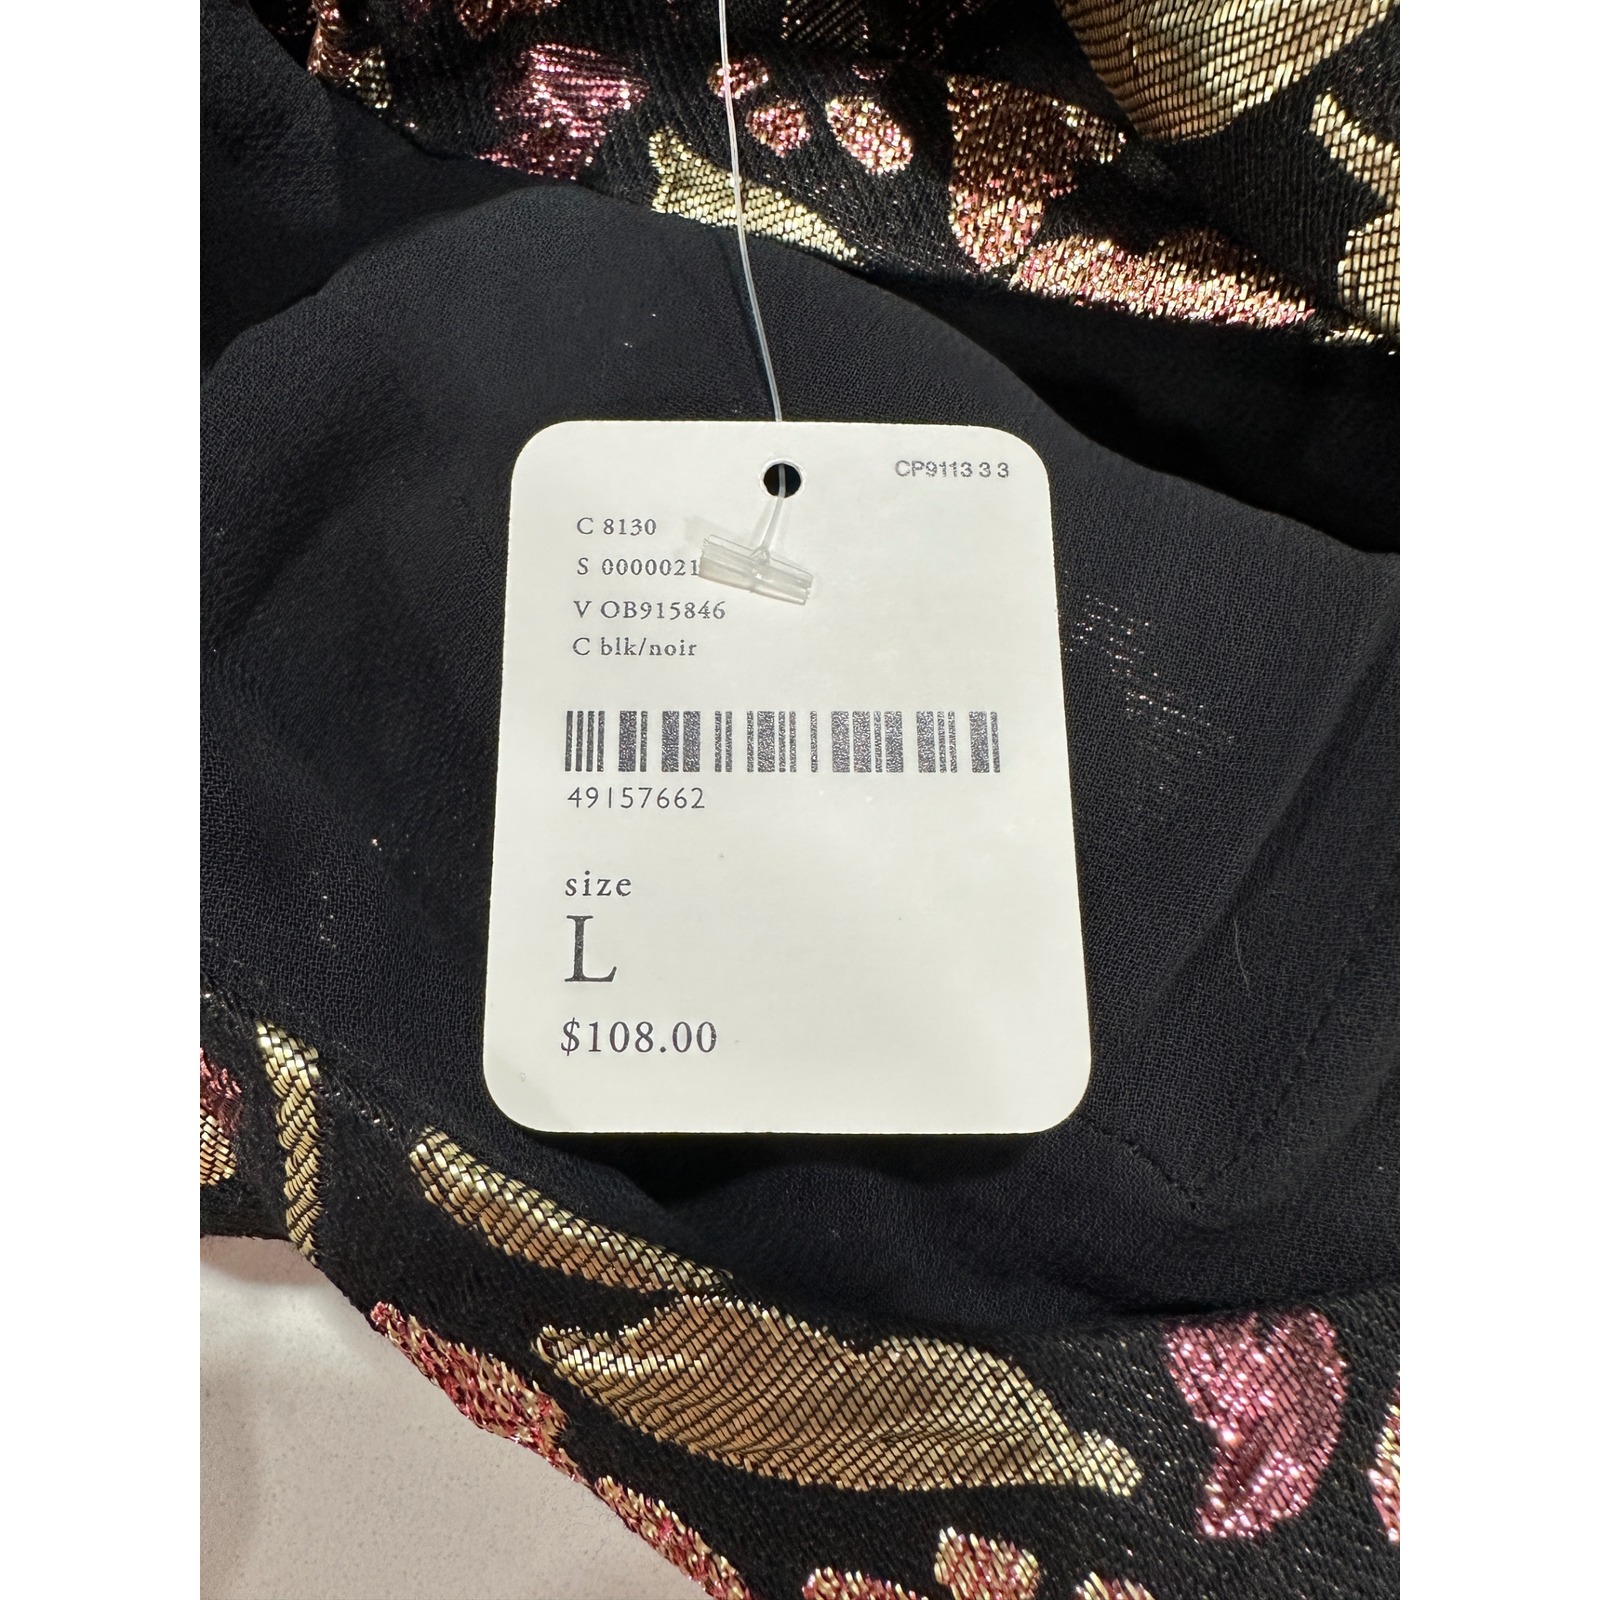 CP9113 3 3
C 8130
S 0000021
V OB915846
C blk/noir
49157662
size
L
$108.00